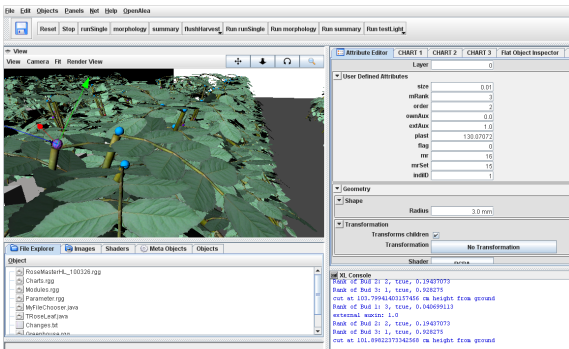 File Edit Objects Panels Net Help OpenAlea
Reset Stop runSingle morphology summary flushHarvest Run runSingle Run morphology Run summary Run testLight
View
View Camera Fit Render View
File Explorer Images Shaders Meta Objects Objects
Object
RoseMasterHL_100326.rgg
Charts.rgg
Modules.rgg
Parameter.rgg
MyFileChooser.java
TRoseLeaf.java
Changes.txt
Greenhouse.rgg
Attribute Editor CHART 1 CHART 2 CHART 3 Flat Object Inspector
Layer 0
User Defined Attributes
size 0.01
mRank 3
order 2
ownAux 0.0
extAux 1.0
plast 130.07072
flag 0
mr 16
mrSet 15
indiID 1
Geometry
Shape
Radius 3.0 mm
Transformation
Transforms children
Transformation No Transformation
Shader
XL Console
Rank of Bud 2: 2, true, 0.19437073
Rank of Bud 3: 1, true, 0.928275
cut at 103.79941403157456 cm height from ground
Rank of Bud 1: 3, true, 0.040699113
external auxin: 1.0
Rank of Bud 2: 2, true, 0.19437073
Rank of Bud 3: 1, true, 0.928275
cut at 101.89822373342568 cm height from ground